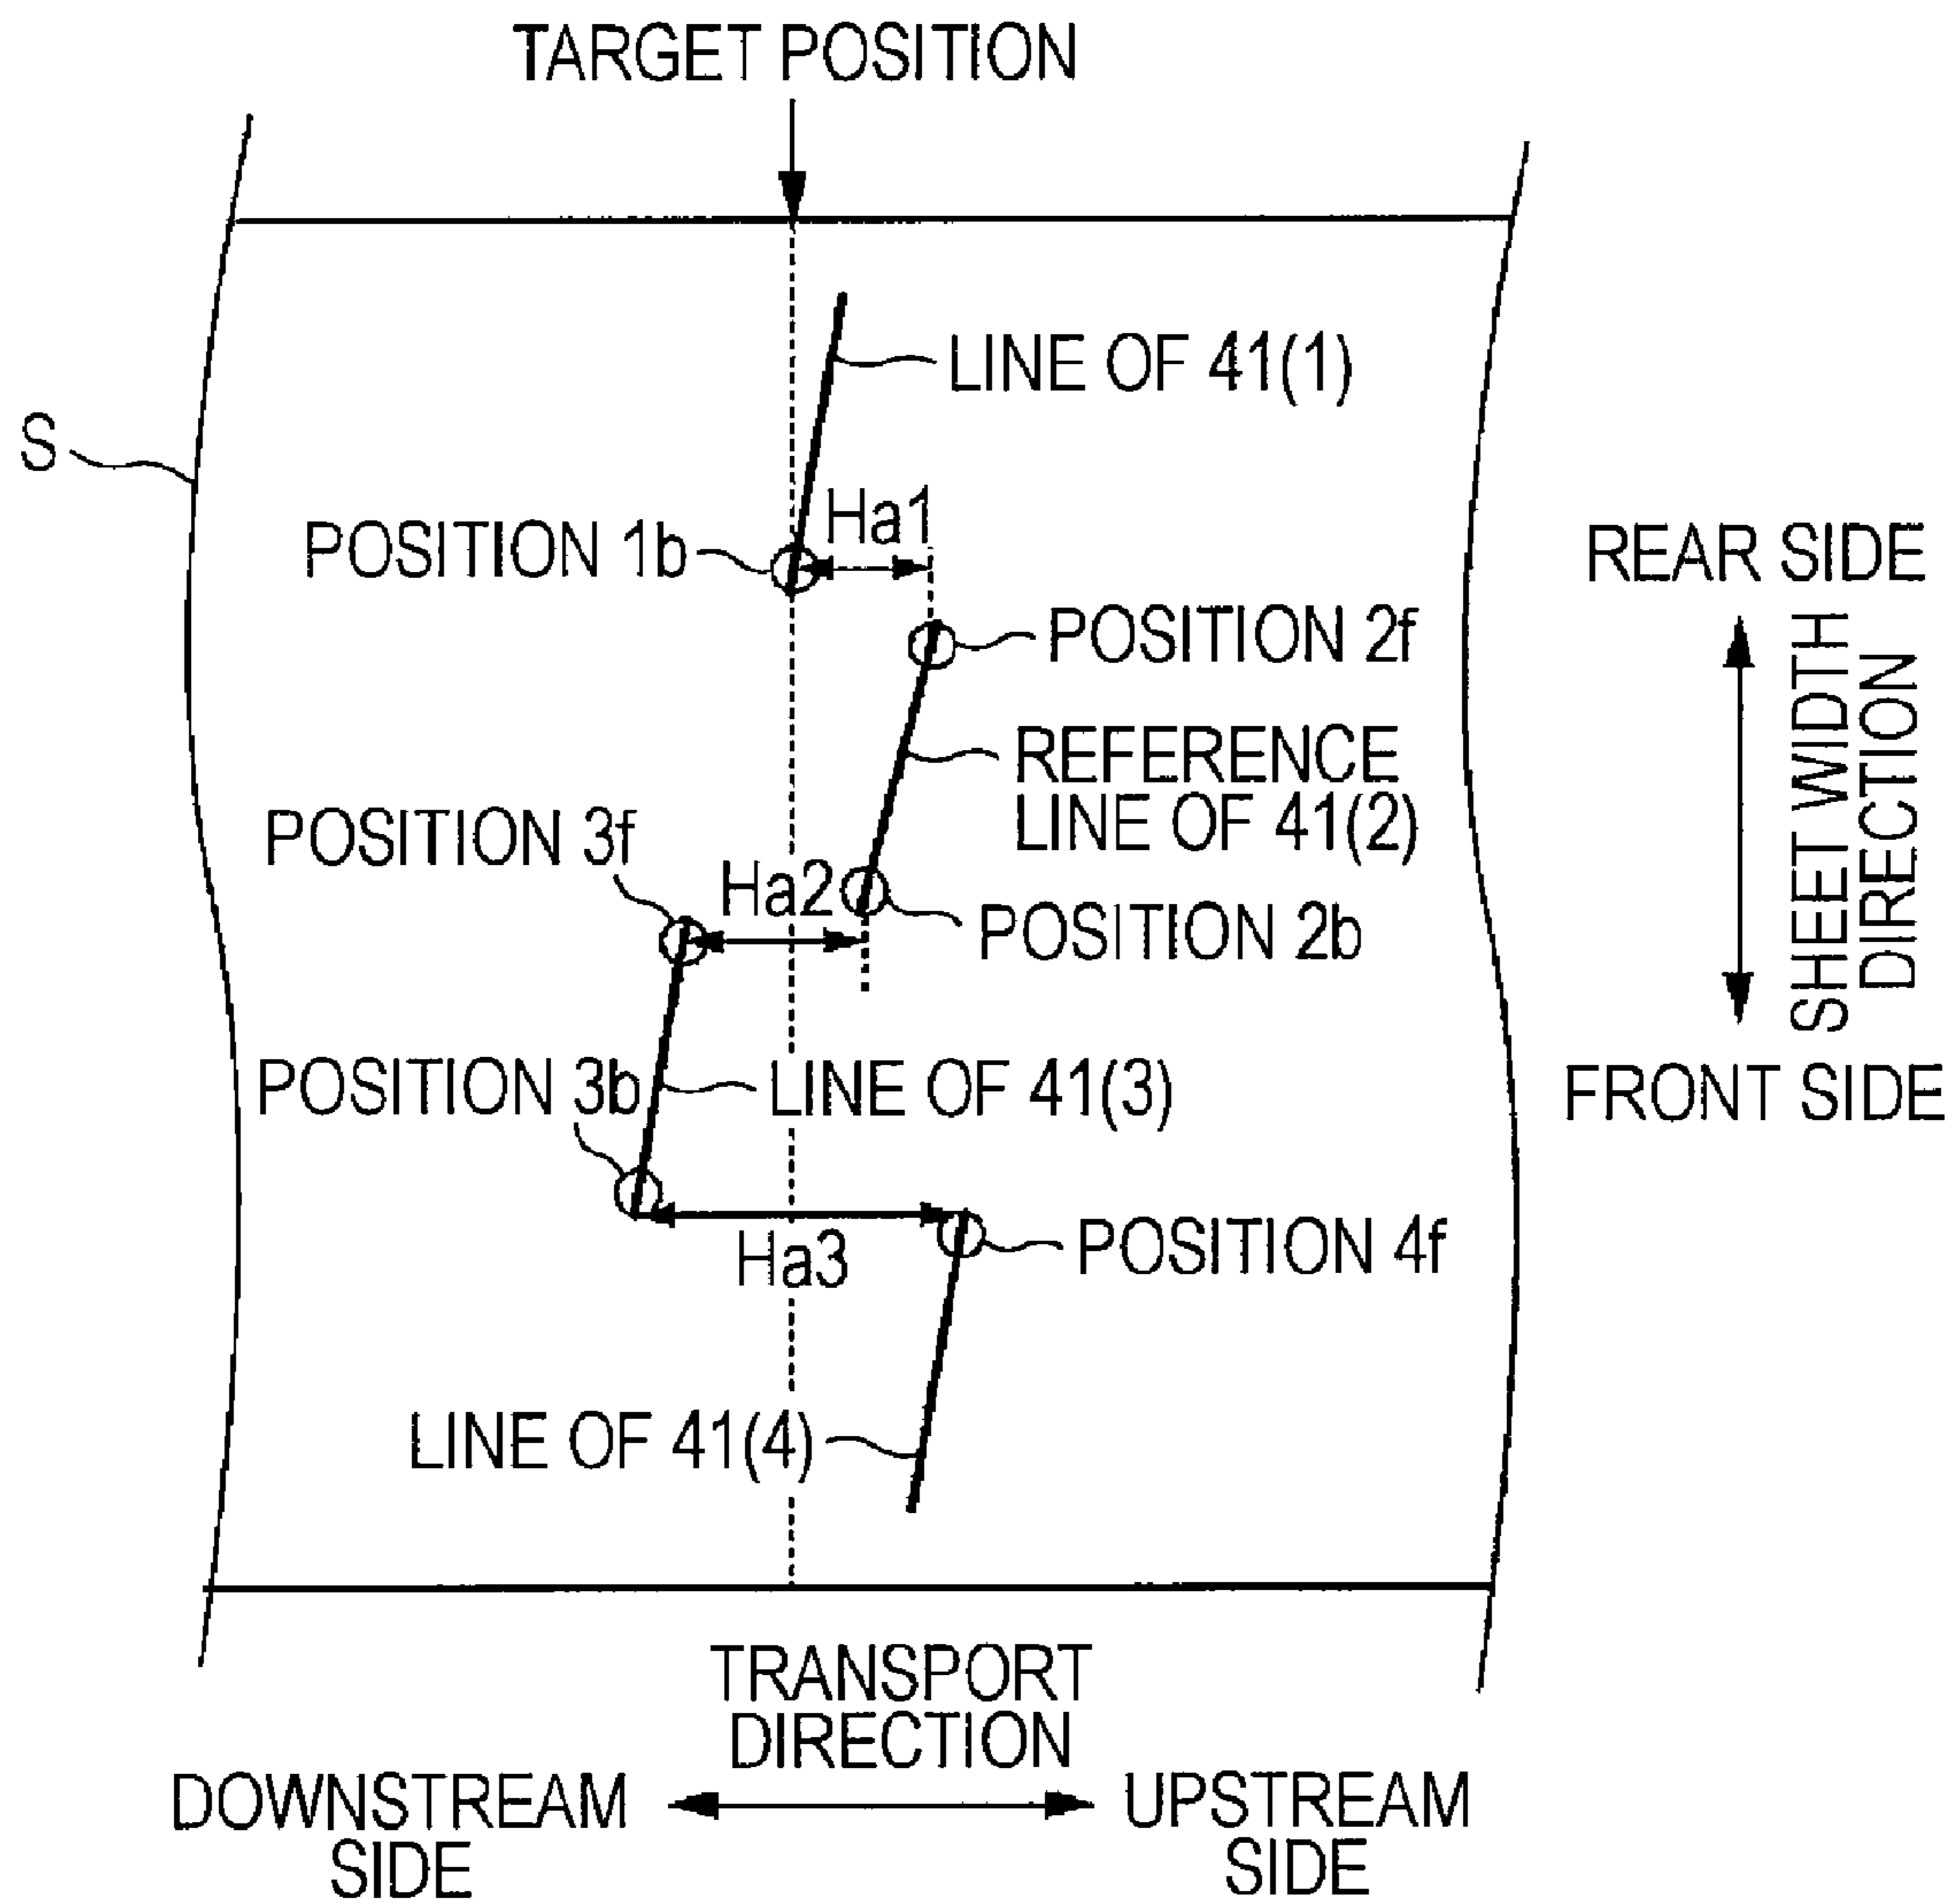 TARGET POSITION
LINE OF 41(1)
S
Ha1
POSITION 1b
REAR SIDE
POSITION 2f
SHEET WIDTH
DIRECTION
REFERENCE
LINE OF 41(2)
POSITION 3f
Ha2
POSITION 2b
POSITION 3b
LINE OF 41(3)
FRONT SIDE
Ha3
POSITION 4f
LINE OF 41(4)
TRANSPORT
DIRECTION
DOWNSTREAM
SIDE
UPSTREAM
SIDE